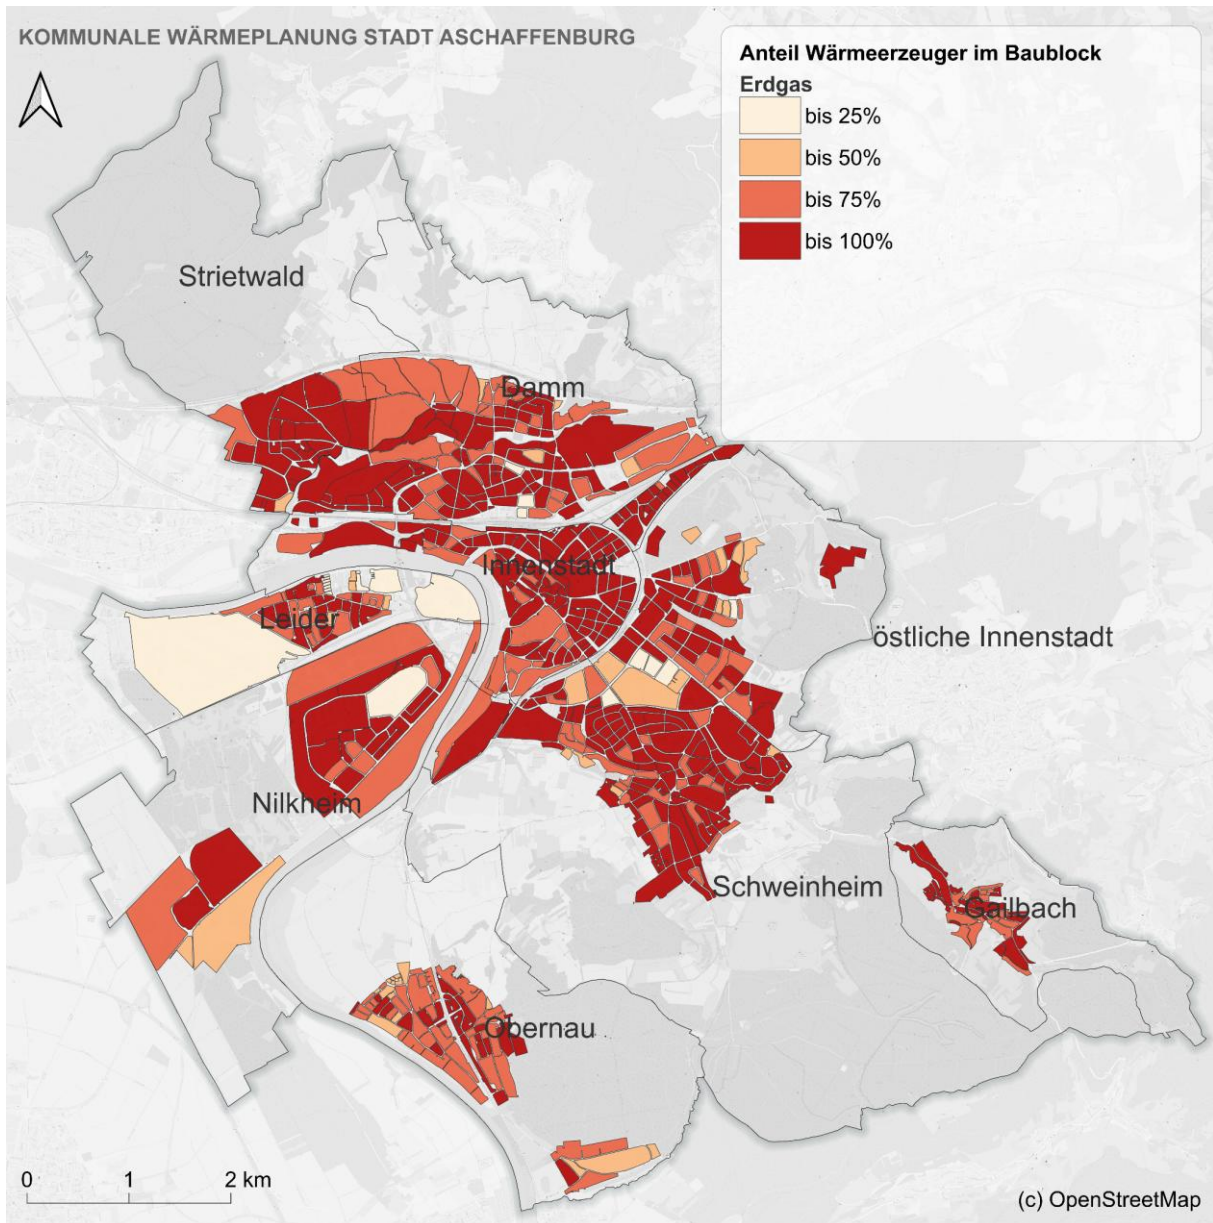 KOMMUNALE WÄRMEPLANUNG STADT ASCHAFFENBURG
Anteil Wärmeerzeuger im Baublock
Erdgas
bis 25%
bis 50%
bis 75%
bis 100%
Strietwald
Damm
Innenstadt
Leider
östliche Innenstadt
Nilkheim
Schweinheim
Gailbach
Obernau
0 1 2 km
(c) OpenStreetMap